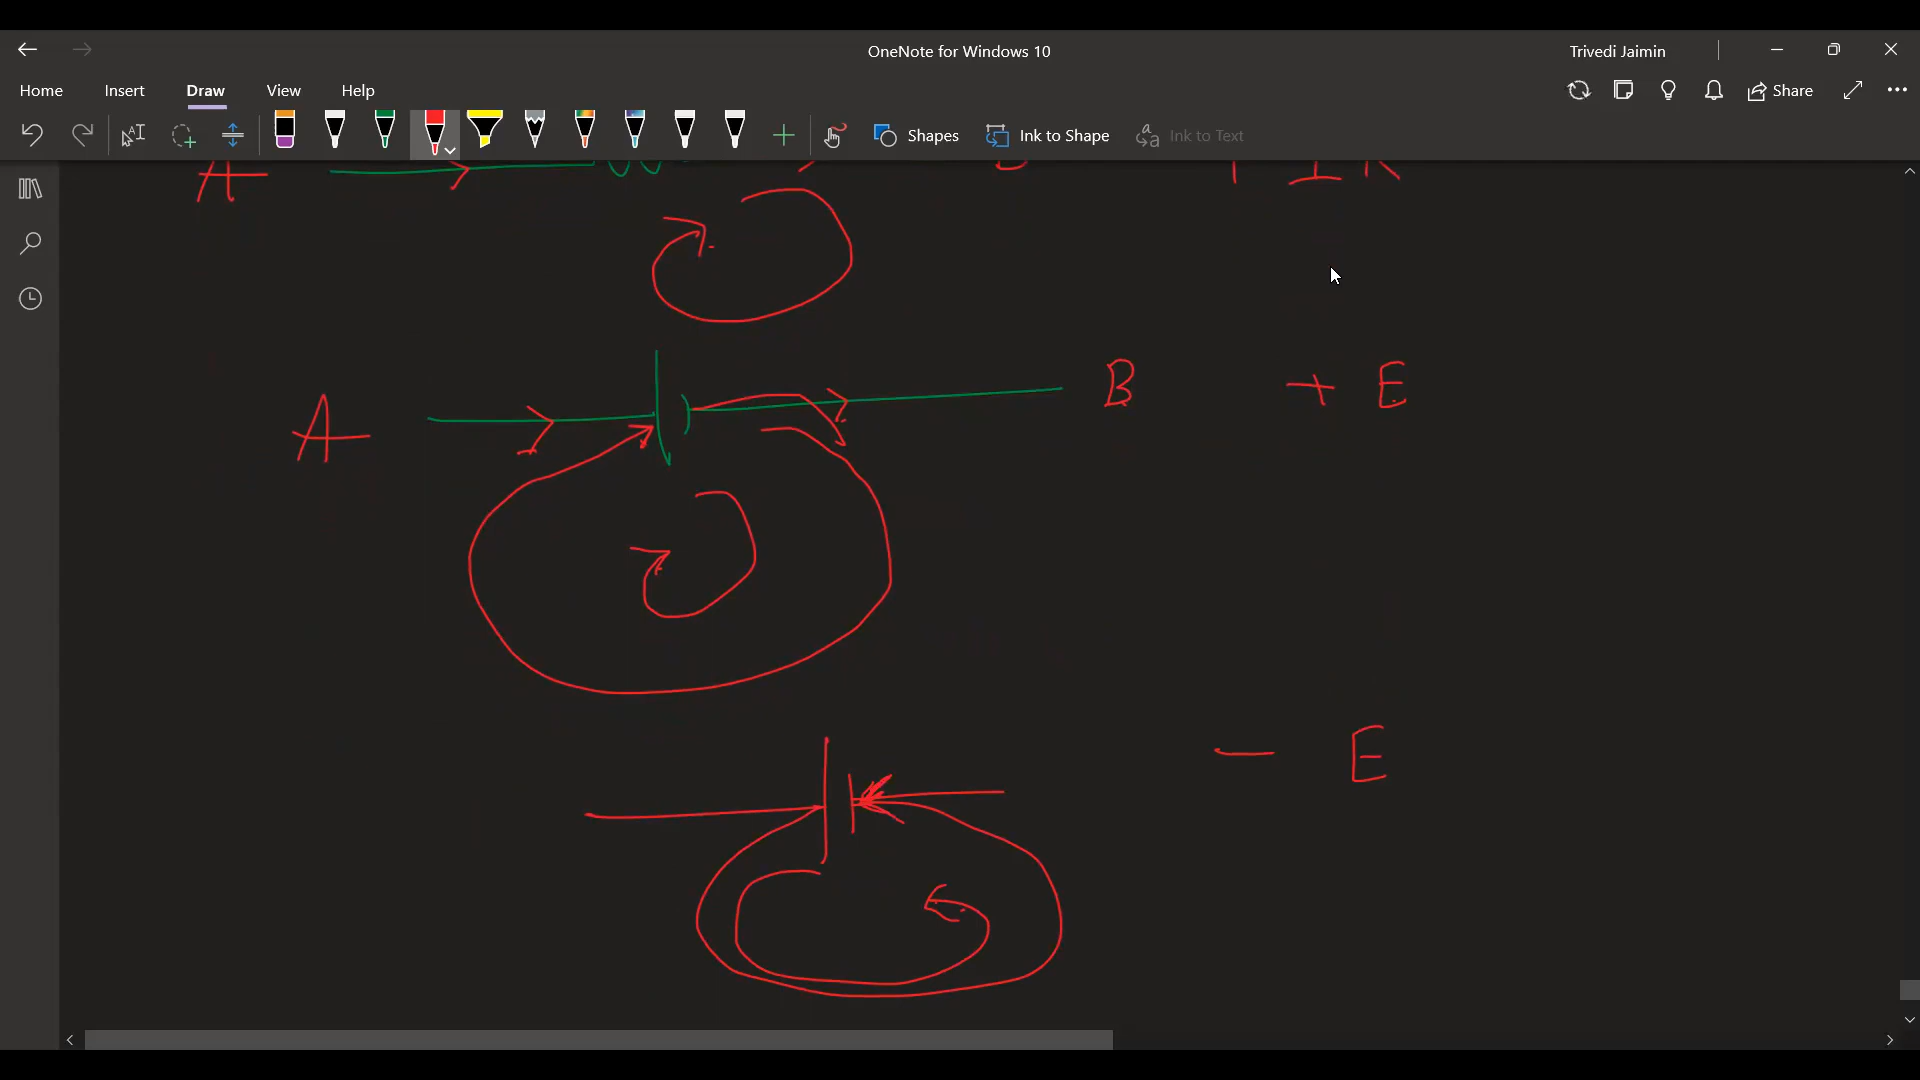 OneNote for Windows 10
Trivedi Jaimin
Home Insert Draw View Help
Share
Shapes
Ink to Shape
Ink to Text
A
A B + E
- E